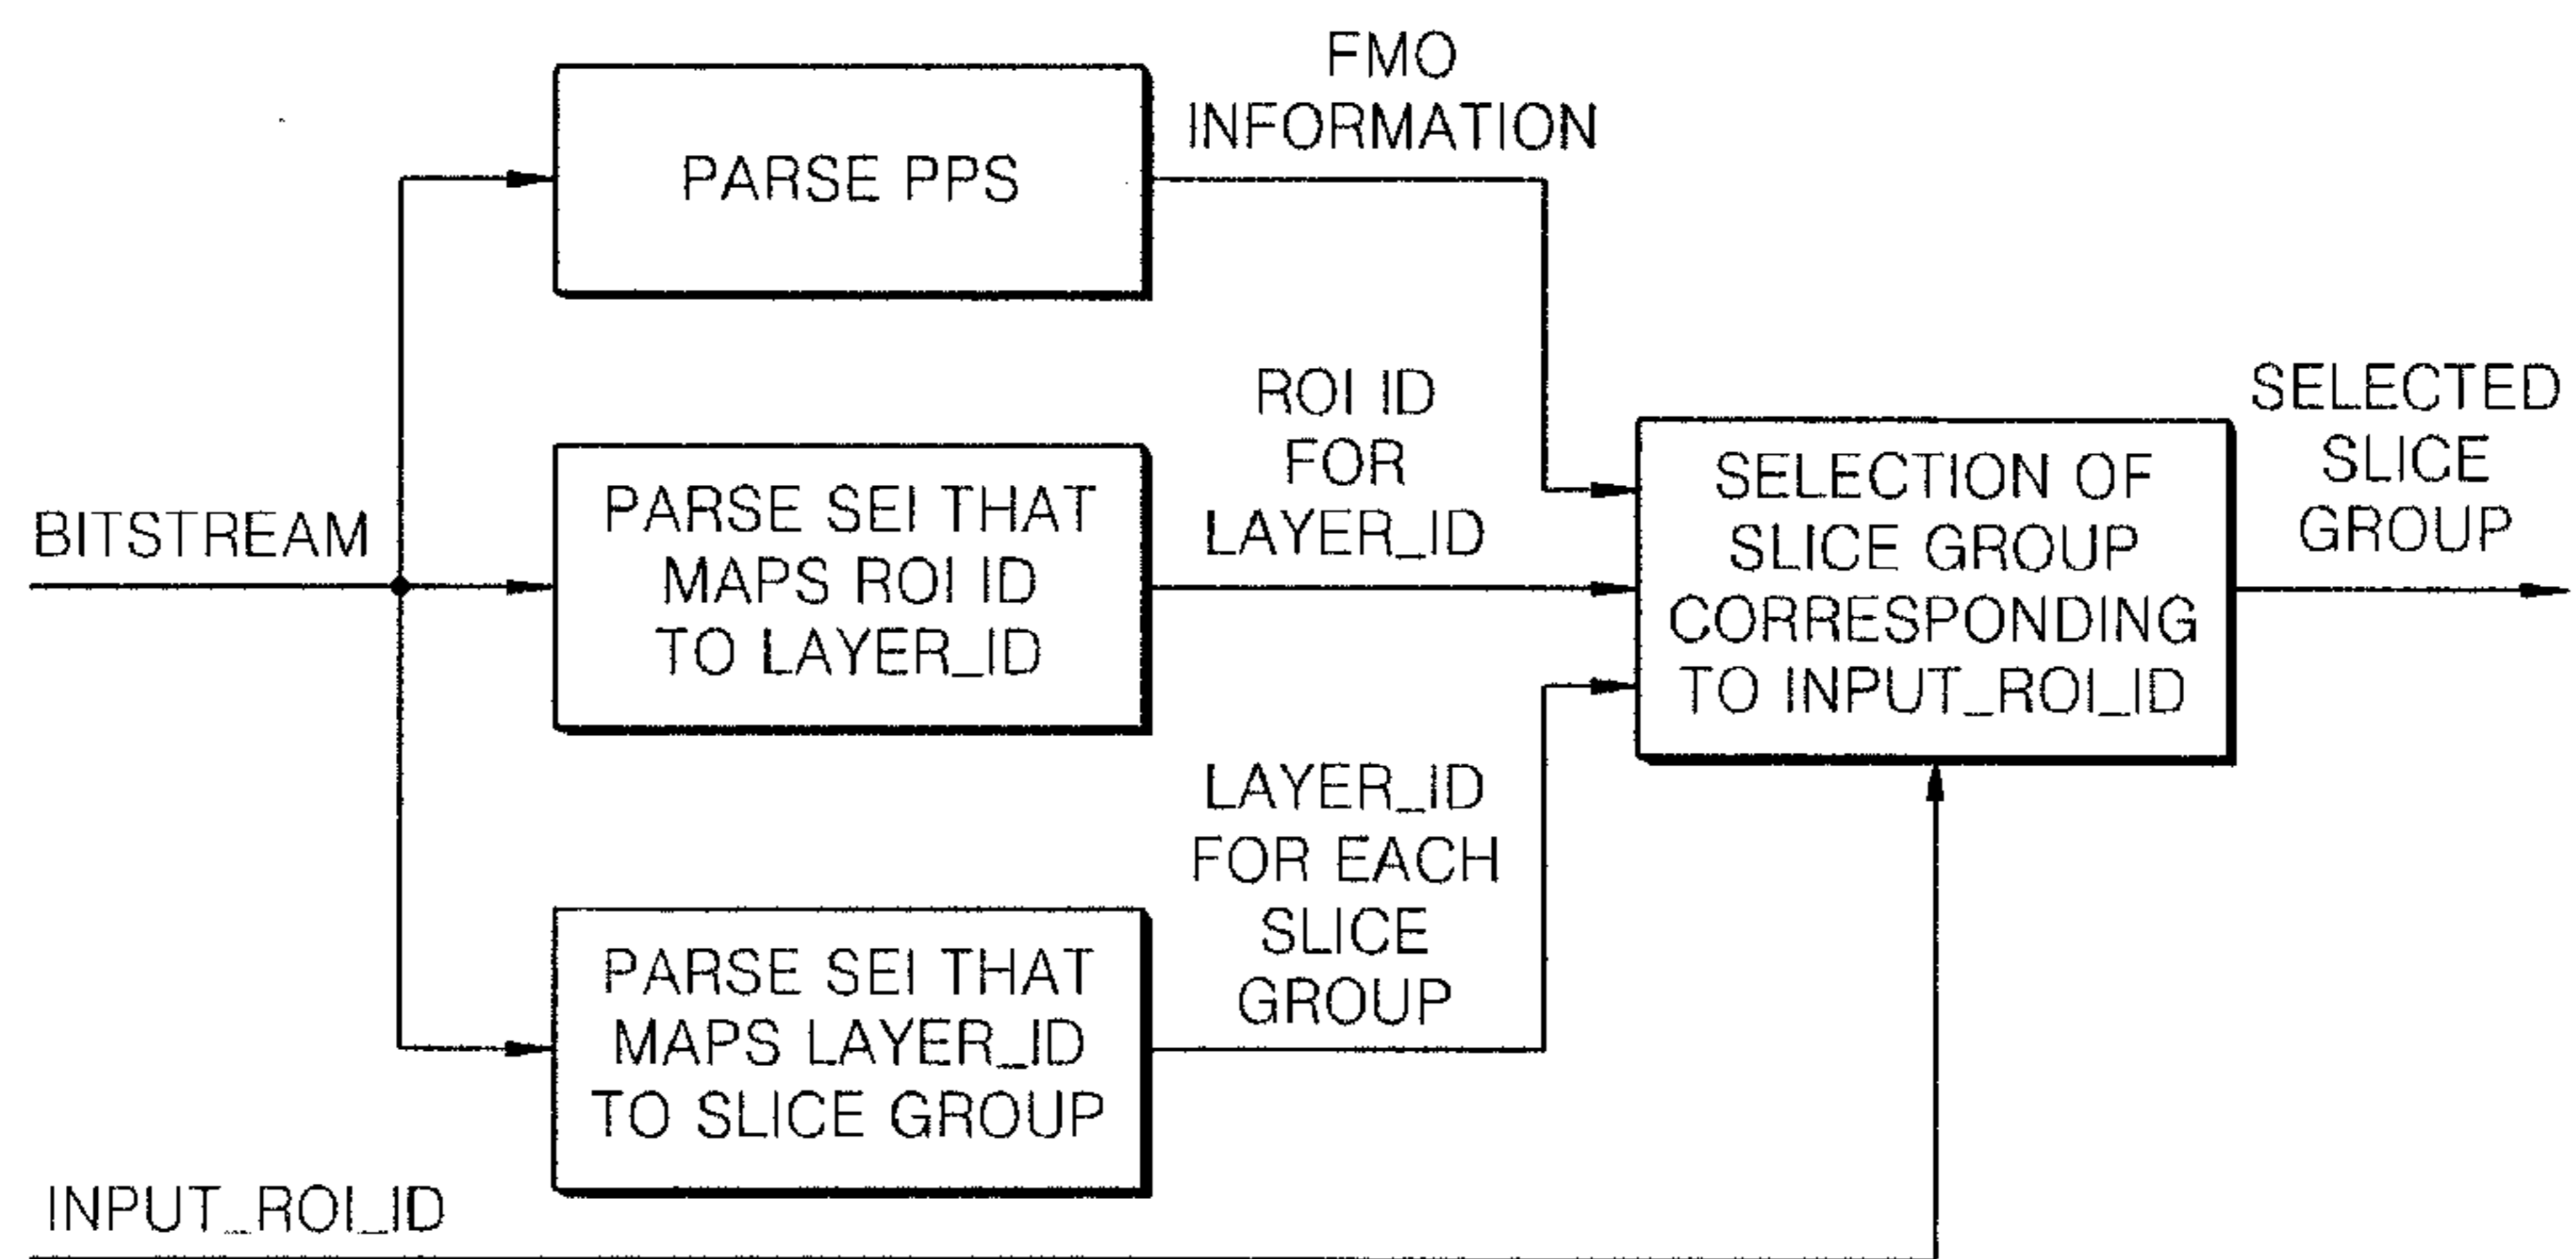 FMO
INFORMATION
PARSE PPS
ROI ID
FOR
LAYER_ID
SELECTED
SLICE
GROUP
BITSTREAM
PARSE SEI THAT
MAPS ROI ID
TO LAYER_ID
SELECTION OF
SLICE GROUP
CORRESPONDING
TO INPUT_ROI_ID
LAYER_ID
FOR EACH
SLICE
GROUP
PARSE SEI THAT
MAPS LAYER_ID
TO SLICE GROUP
INPUT_ROI_ID